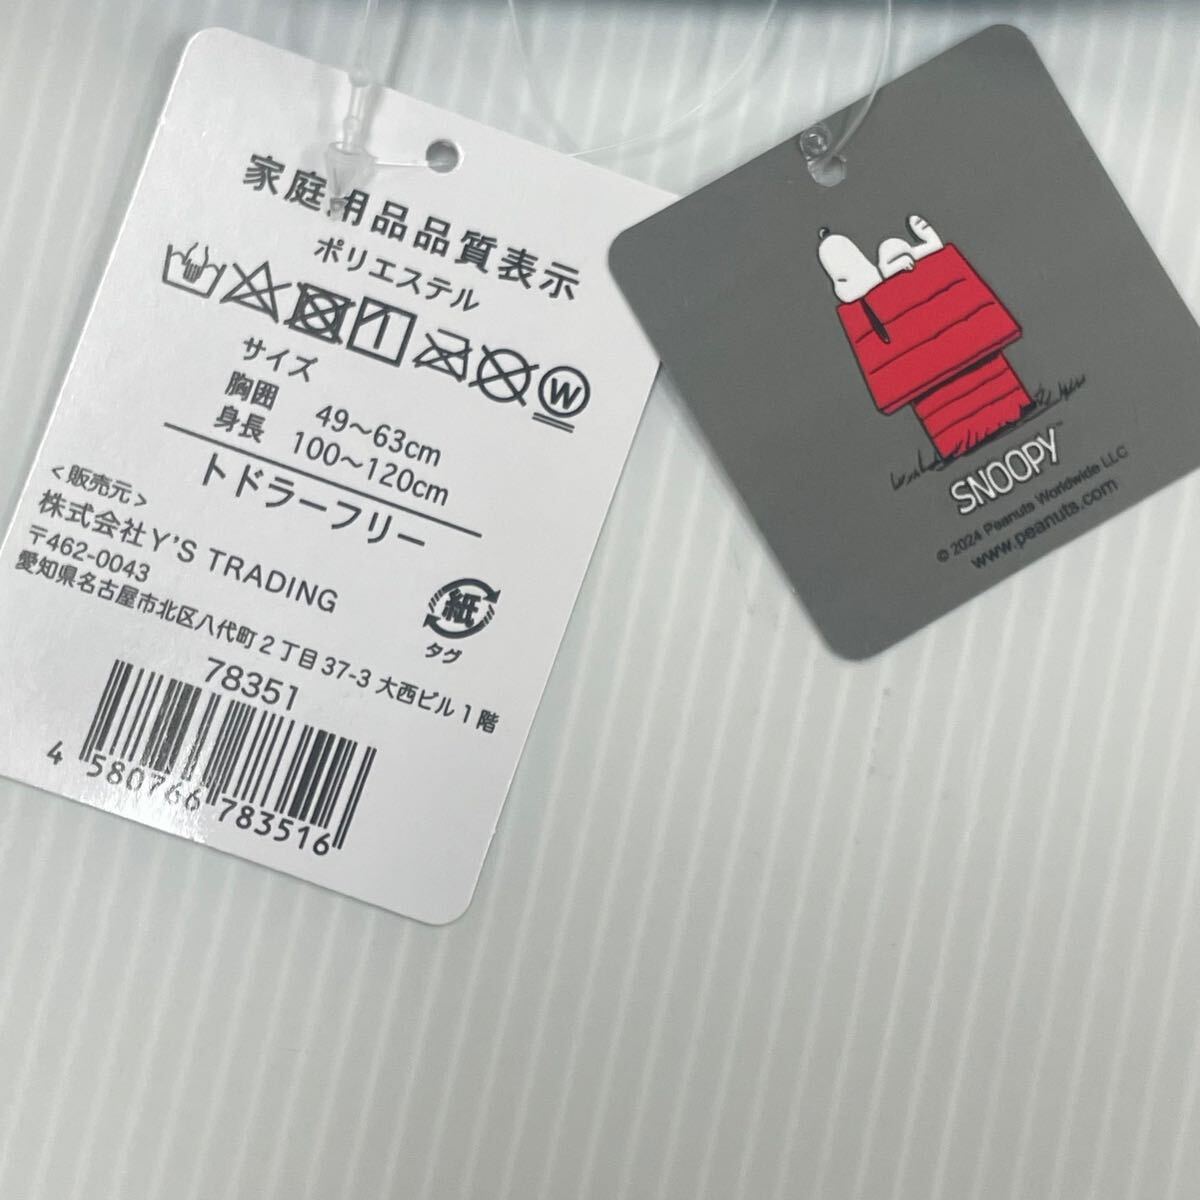 家庭用品品質表示
ポリエステル
W
サイズ
胸囲 49～63cm
身長 100～120cm
トドラーフリー
<販売元>
株式会社Y'S TRADING
〒462-0043
愛知県名古屋市北区八代町2丁目37-3 大西ビル1階
紙
タグ
78351
4 580766 783516
SNOOPY™
© 2024 Peanuts Worldwide LLC
www.peanuts.com